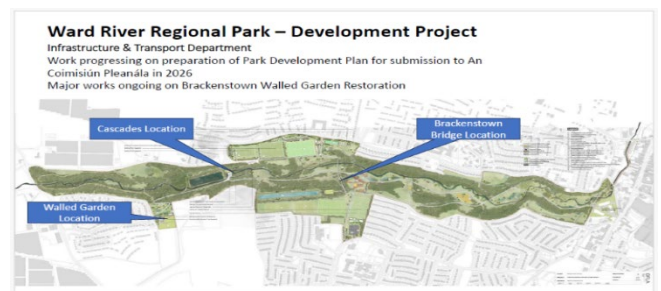 Ward River Regional Park – Development Project
Infrastructure & Transport Department
Work progressing on preparation of Park Development Plan for submission to An
Coimisiún Pleanála in 2026
Major works ongoing on Brackenstown Walled Garden Restoration
Cascades Location
Brackenstown
Bridge Location
Walled Garden
Location